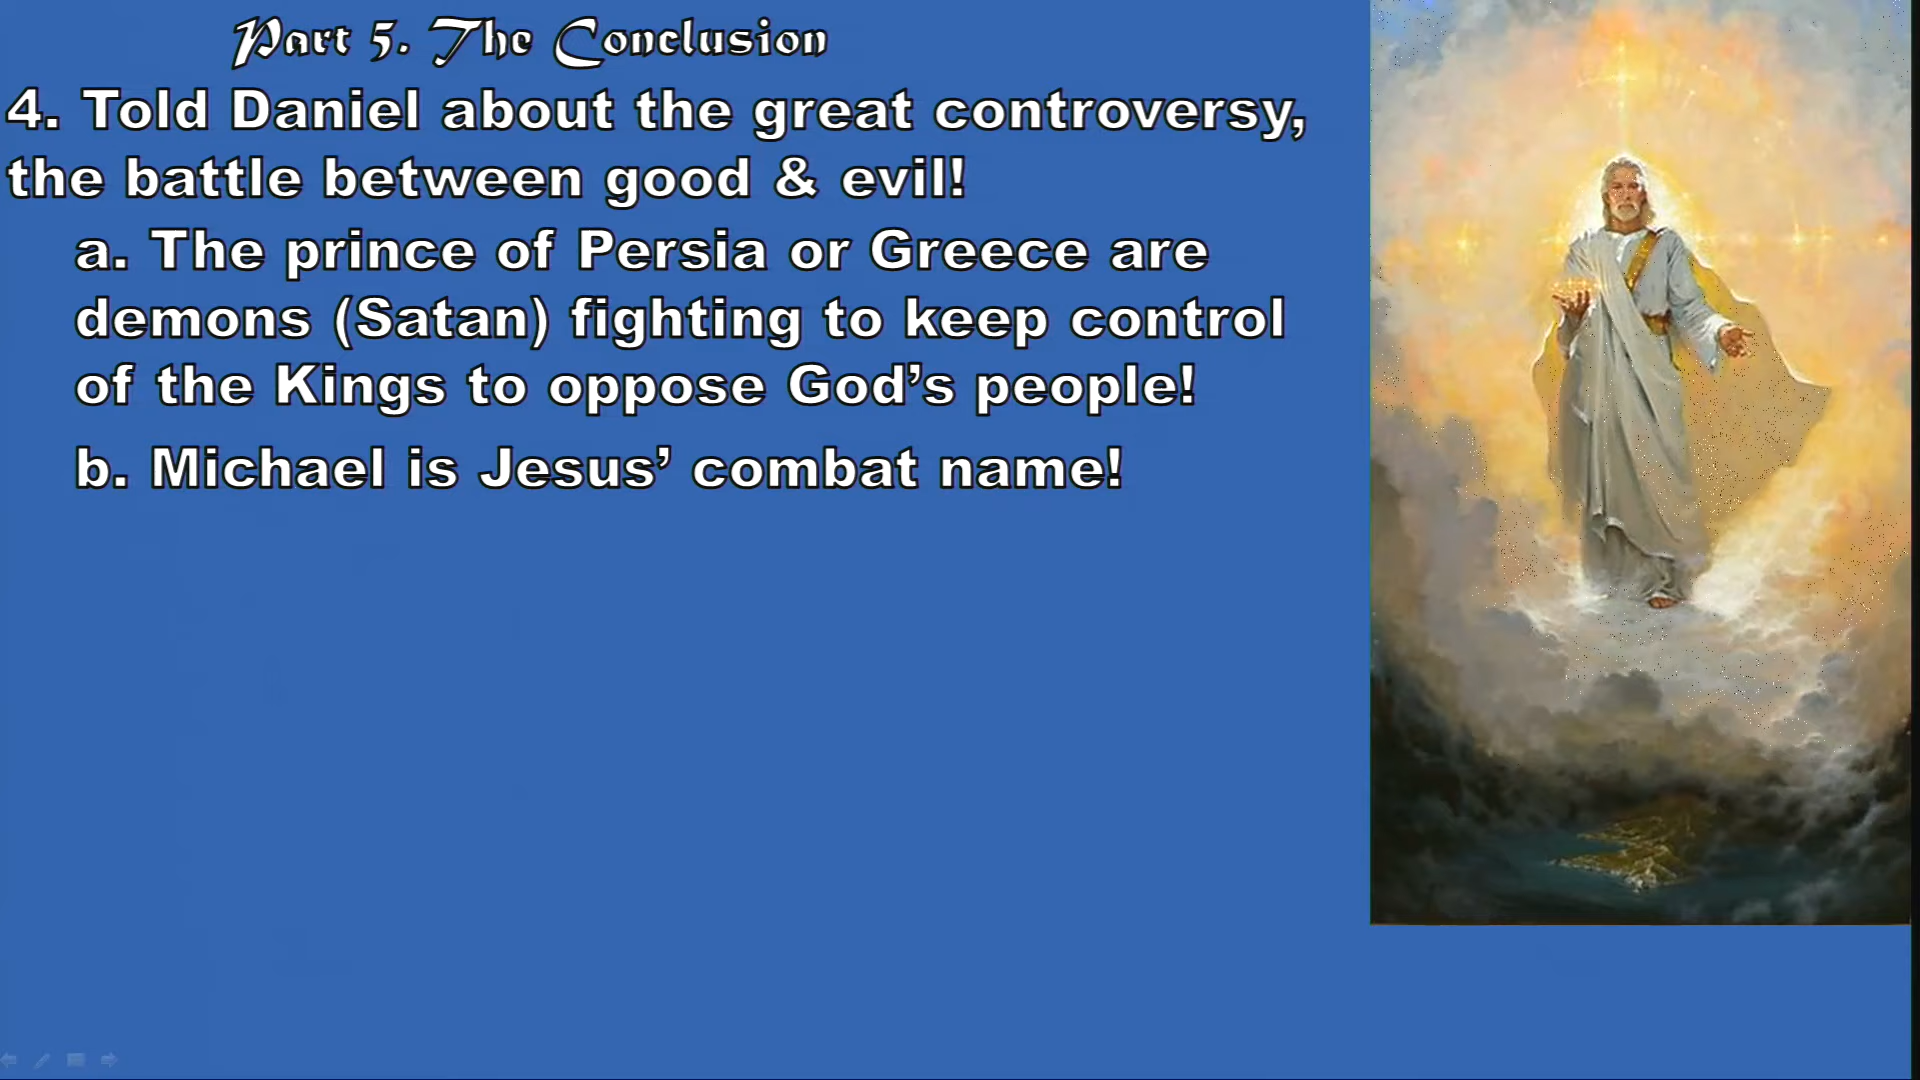 Part 5. The Conclusion
4. Told Daniel about the great controversy,
the battle between good & evil!
a. The prince of Persia or Greece are
demons (Satan) fighting to keep control
of the Kings to oppose God’s people!
b. Michael is Jesus’ combat name!